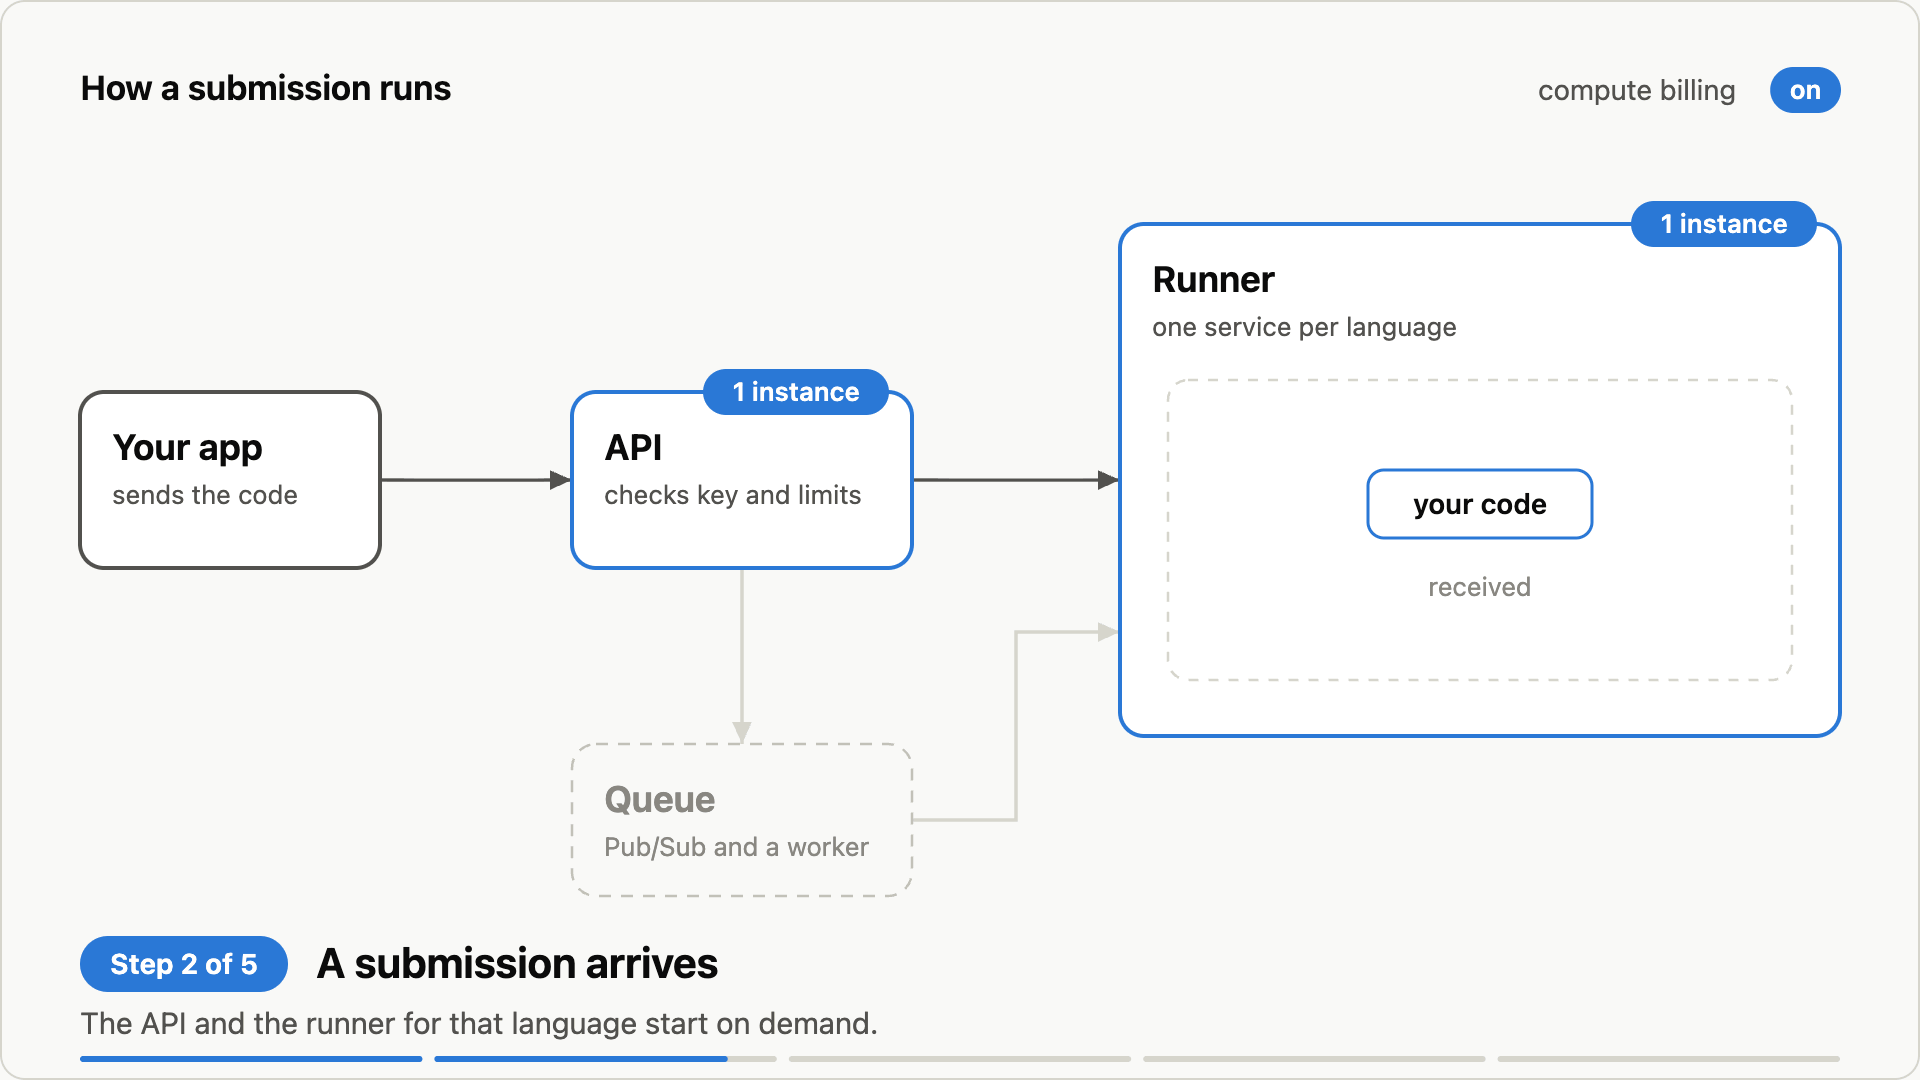 How a submission runs
compute billing
on
1 instance
Runner
one service per language
1 instance
Your app
sends the code
API
checks key and limits
your code
received
Queue
Pub/Sub and a worker
Step 2 of 5
A submission arrives
The API and the runner for that language start on demand.